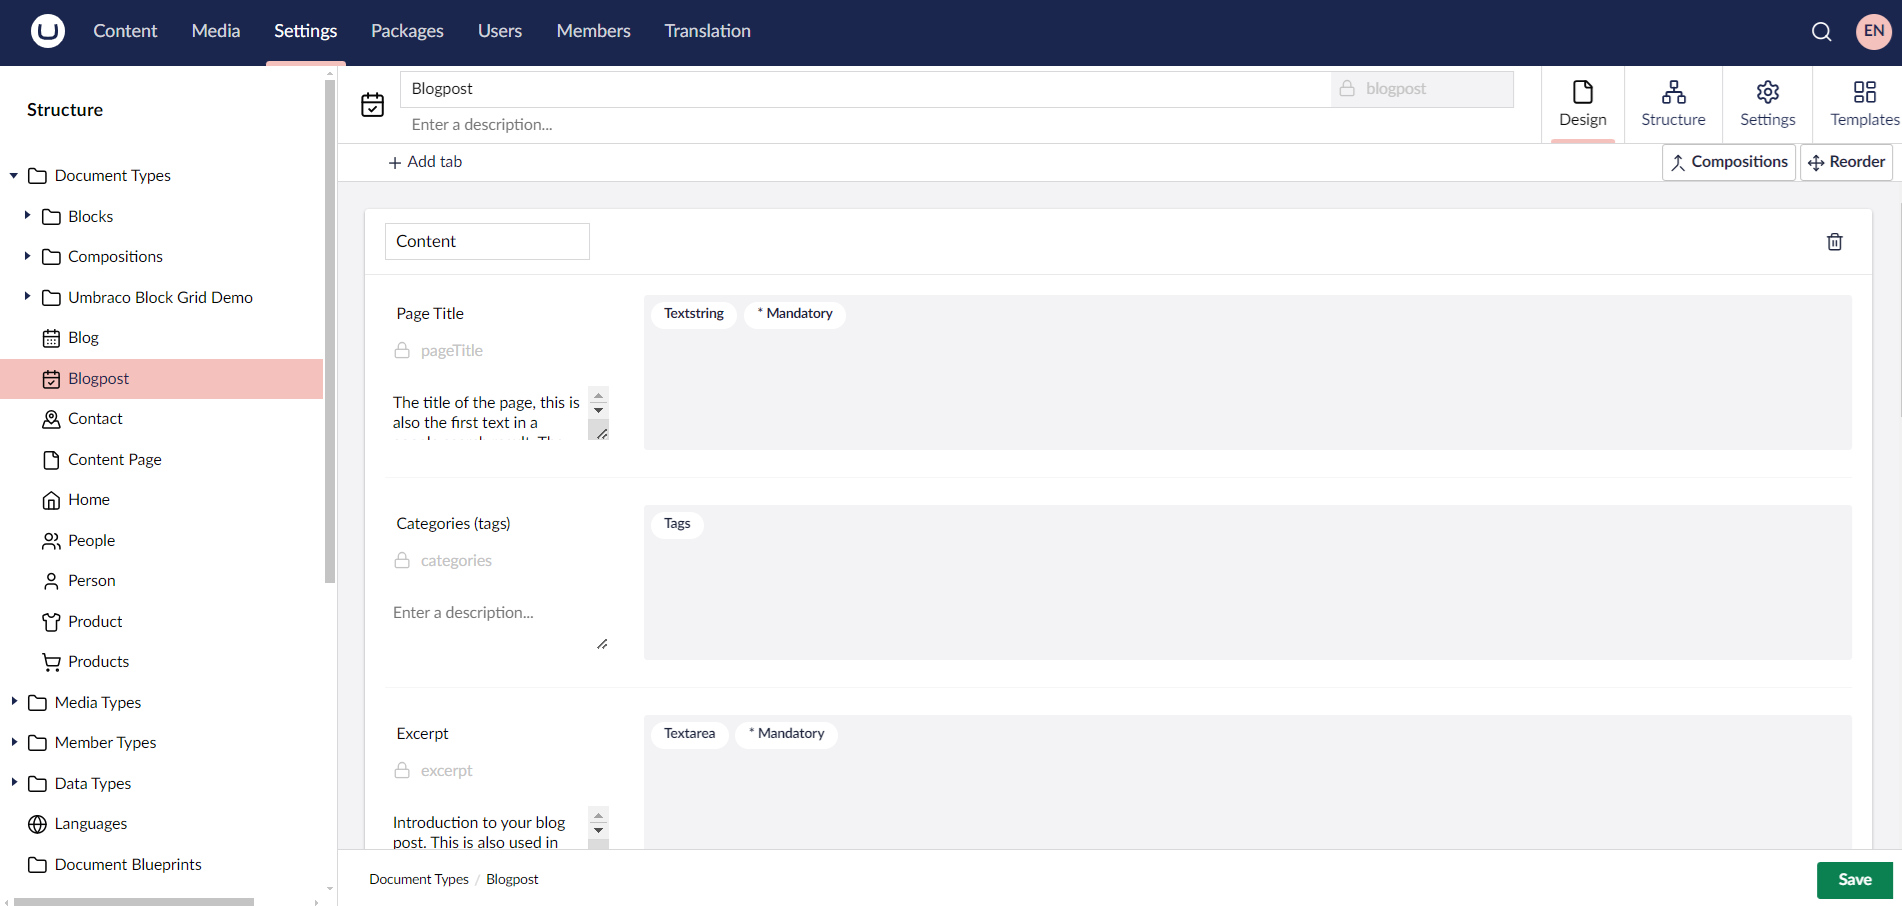 Content Media Settings Packages Users Members Translation EN
Structure
Document Types
Blocks
Compositions
Umbraco Block Grid Demo
Blog
Blogpost
Contact
Content Page
Home
People
Person
Product
Products
Media Types
Member Types
Data Types
Languages
Document Blueprints
Blogpost
blogpost
Enter a description...
Design
Structure
Settings
Templates
Add tab
Compositions
Reorder
Content
Page Title
pageTitle
The title of the page, this is
also the first text in a
Textstring
* Mandatory
Categories (tags)
categories
Enter a description...
Tags
Excerpt
excerpt
Introduction to your blog
post. This is also used in
Textarea
* Mandatory
Document Types / Blogpost
Save